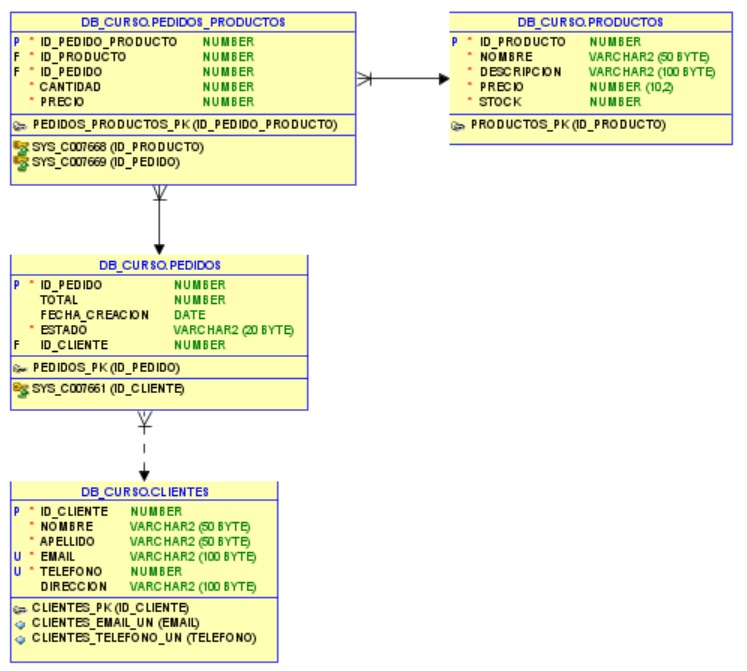 DB_CURSO.PEDIDOS_PRODUCTOS
P * ID_PEDIDO_PRODUCTO NUMBER
F * ID_PRODUCTO NUMBER
F * ID_PEDIDO NUMBER
* CANTIDAD NUMBER
* PRECIO NUMBER
PEDIDOS_PRODUCTOS_PK (ID_PEDIDO_PRODUCTO)
SYS_C007668 (ID_PRODUCTO)
SYS_C007669 (ID_PEDIDO)
DB_CURSO.PRODUCTOS
P * ID_PRODUCTO NUMBER
* NOMBRE VARCHAR2 (50 BYTE)
* DESCRIPCION VARCHAR2 (100 BYTE)
* PRECIO NUMBER (10,2)
* STOCK NUMBER
PRODUCTOS_PK (ID_PRODUCTO)
DB_CURSO.PEDIDOS
P * ID_PEDIDO NUMBER
TOTAL NUMBER
FECHA_CREACION DATE
* ESTADO VARCHAR2 (20 BYTE)
F ID_CLIENTE NUMBER
PEDIDOS_PK (ID_PEDIDO)
SYS_C007661 (ID_CLIENTE)
DB_CURSO.CLIENTES
P * ID_CLIENTE NUMBER
* NOMBRE VARCHAR2 (50 BYTE)
* APELLIDO VARCHAR2 (50 BYTE)
U * EMAIL VARCHAR2 (100 BYTE)
U * TELEFONO NUMBER
DIRECCION VARCHAR2 (100 BYTE)
CLIENTES_PK (ID_CLIENTE)
CLIENTES_EMAIL_UN (EMAIL)
CLIENTES_TELEFONO_UN (TELEFONO)